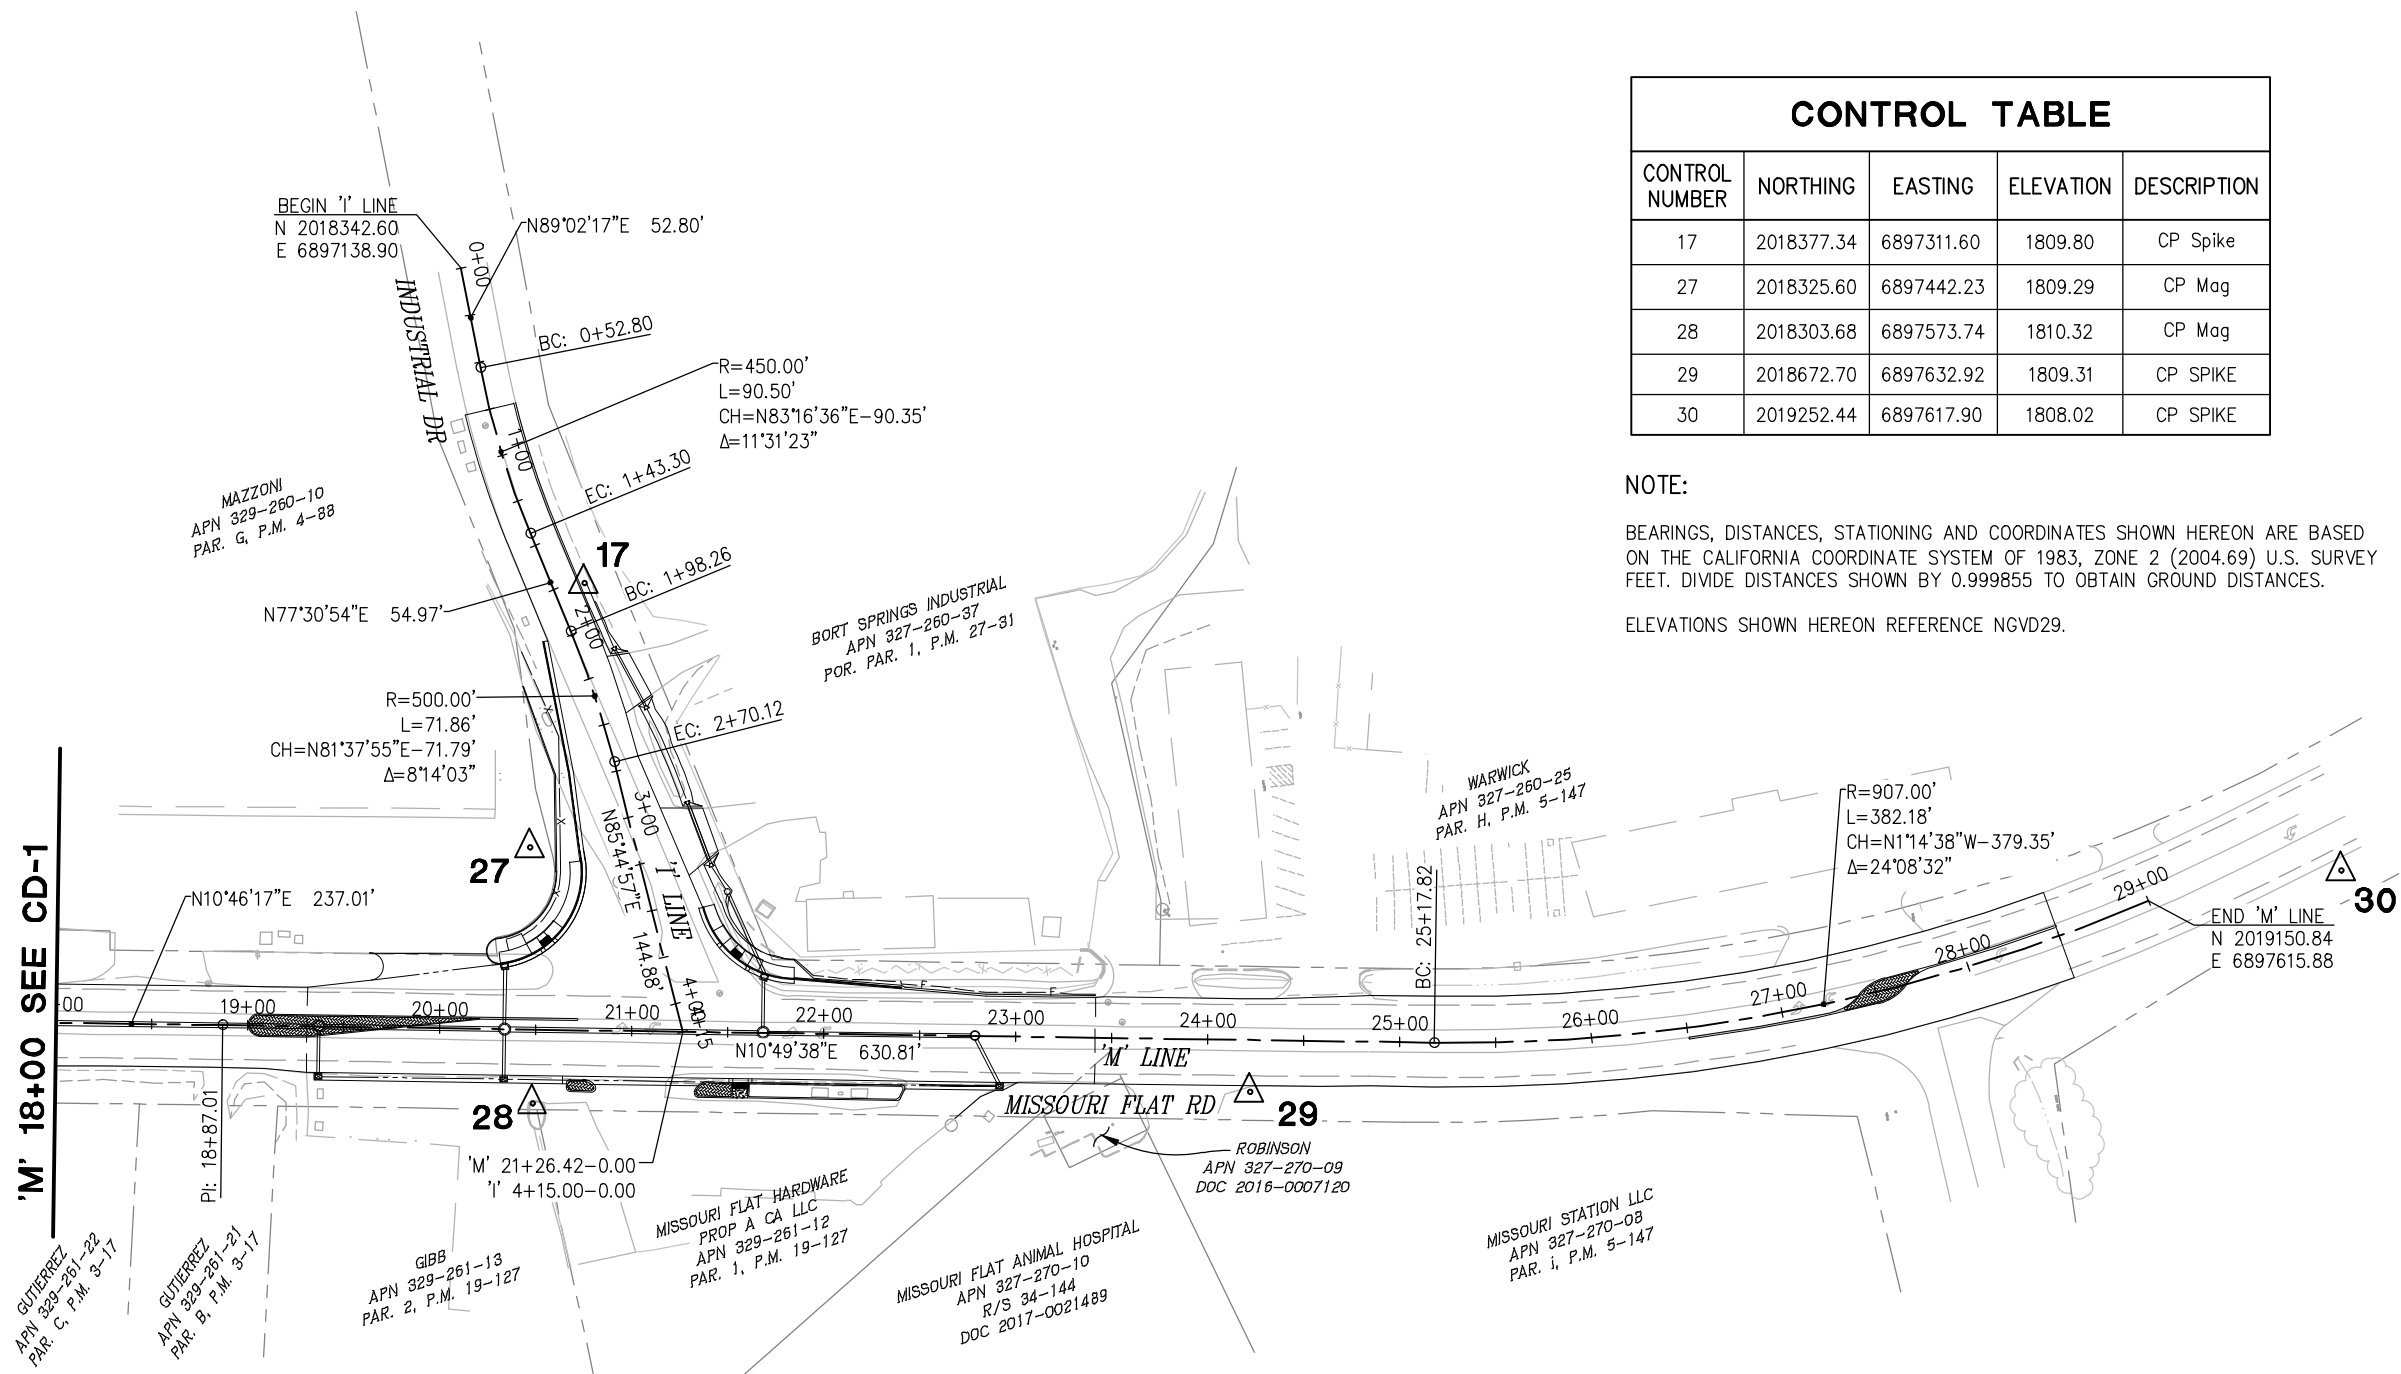 CONTROL TABLE
CONTROL NUMBER NORTHING EASTING ELEVATION DESCRIPTION
17 2018377.34 6897311.60 1809.80 CP Spike
27 2018325.60 6897442.23 1809.29 CP Mag
28 2018303.68 6897573.74 1810.32 CP Mag
29 2018672.70 6897632.92 1809.31 CP SPIKE
30 2019252.44 6897617.90 1808.02 CP SPIKE
NOTE:
BEARINGS, DISTANCES, STATIONING AND COORDINATES SHOWN HEREON ARE BASED
ON THE CALIFORNIA COORDINATE SYSTEM OF 1983, ZONE 2 (2004.69) U.S. SURVEY
FEET. DIVIDE DISTANCES SHOWN BY 0.999855 TO OBTAIN GROUND DISTANCES.
ELEVATIONS SHOWN HEREON REFERENCE NGVD29.
BEGIN 'I' LINE
N 2018342.60
E 6897138.90
0+00
N89°02'17"E 52.80'
INDUSTRIAL DR
BC: 0+52.80
R=450.00'
L=90.50'
CH=N83°16'36"E-90.35'
Δ=11°31'23"
1+00
EC: 1+43.30
MAZZONI
APN 329-260-10
PAR. G, P.M. 4-88
17
BC: 1+98.26
N77°30'54"E 54.97'
2+00
BORT SPRINGS INDUSTRIAL
APN 327-260-37
POR. PAR. 1, P.M. 27-31
R=500.00'
L=71.86'
CH=N81°37'55"E-71.79'
Δ=8°14'03"
EC: 2+70.12
3+00
N85°44'57"E 144.88'
'I' LINE
4+00
4+15
WARWICK
APN 327-260-25
PAR. H, P.M. 5-147
R=907.00'
L=382.18'
CH=N1°14'38"W-379.35'
Δ=24°08'32"
27
30
BC: 25+17.82
END 'M' LINE
N 2019150.84
E 6897615.88
'M' 18+00 SEE CD-1
N10°46'17"E 237.01'
+00
19+00
20+00
21+00
22+00
23+00
24+00
25+00
26+00
27+00
28+00
29+00
N10°49'38"E 630.81'
'M' LINE
MISSOURI FLAT RD
28
29
PI: 18+87.01
'M' 21+26.42-0.00
'I' 4+15.00-0.00
ROBINSON
APN 327-270-09
DOC 2016-0007120
GUTIERREZ
APN 329-261-22
PAR. C, P.M. 3-17
GUTIERREZ
APN 329-261-21
PAR. B, P.M. 3-17
GIBB
APN 329-261-13
PAR. 2, P.M. 19-127
MISSOURI FLAT HARDWARE
PROP A CA LLC
APN 329-261-12
PAR. 1, P.M. 19-127
MISSOURI FLAT ANIMAL HOSPITAL
APN 327-270-10
R/S 34-144
DOC 2017-0021489
MISSOURI STATION LLC
APN 327-270-08
PAR. i, P.M. 5-147